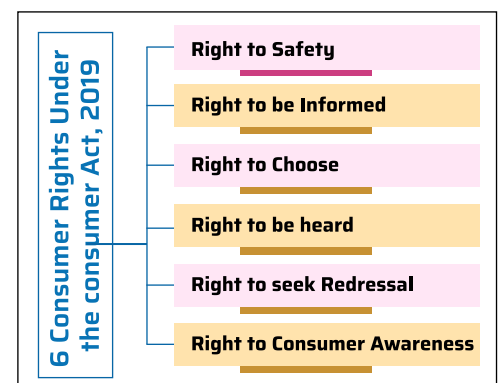 6 Consumer Rights Under
the consumer Act, 2019
Right to Safety
Right to be Informed
Right to Choose
Right to be heard
Right to seek Redressal
Right to Consumer Awareness